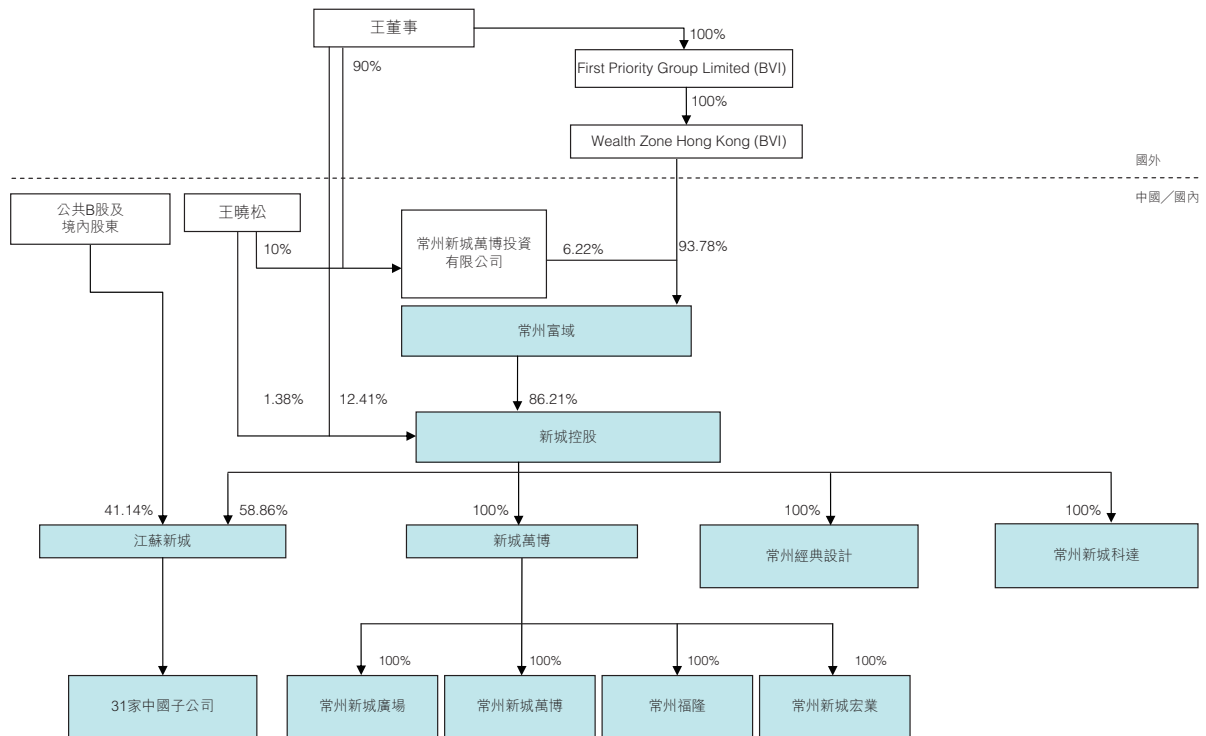 王董事
100%
90%
First Priority Group Limited (BVI)
100%
Wealth Zone Hong Kong (BVI)
國外
中國／國內
公共B股及
境內股東
王曉松
10%
常州新城萬博投資
有限公司
6.22%
93.78%
常州富域
1.38%
12.41%
86.21%
新城控股
41.14%
58.86%
100%
100%
100%
江蘇新城
新城萬博
常州經典設計
常州新城科達
100%
100%
100%
100%
31家中國子公司
常州新城廣場
常州新城萬博
常州福隆
常州新城宏業